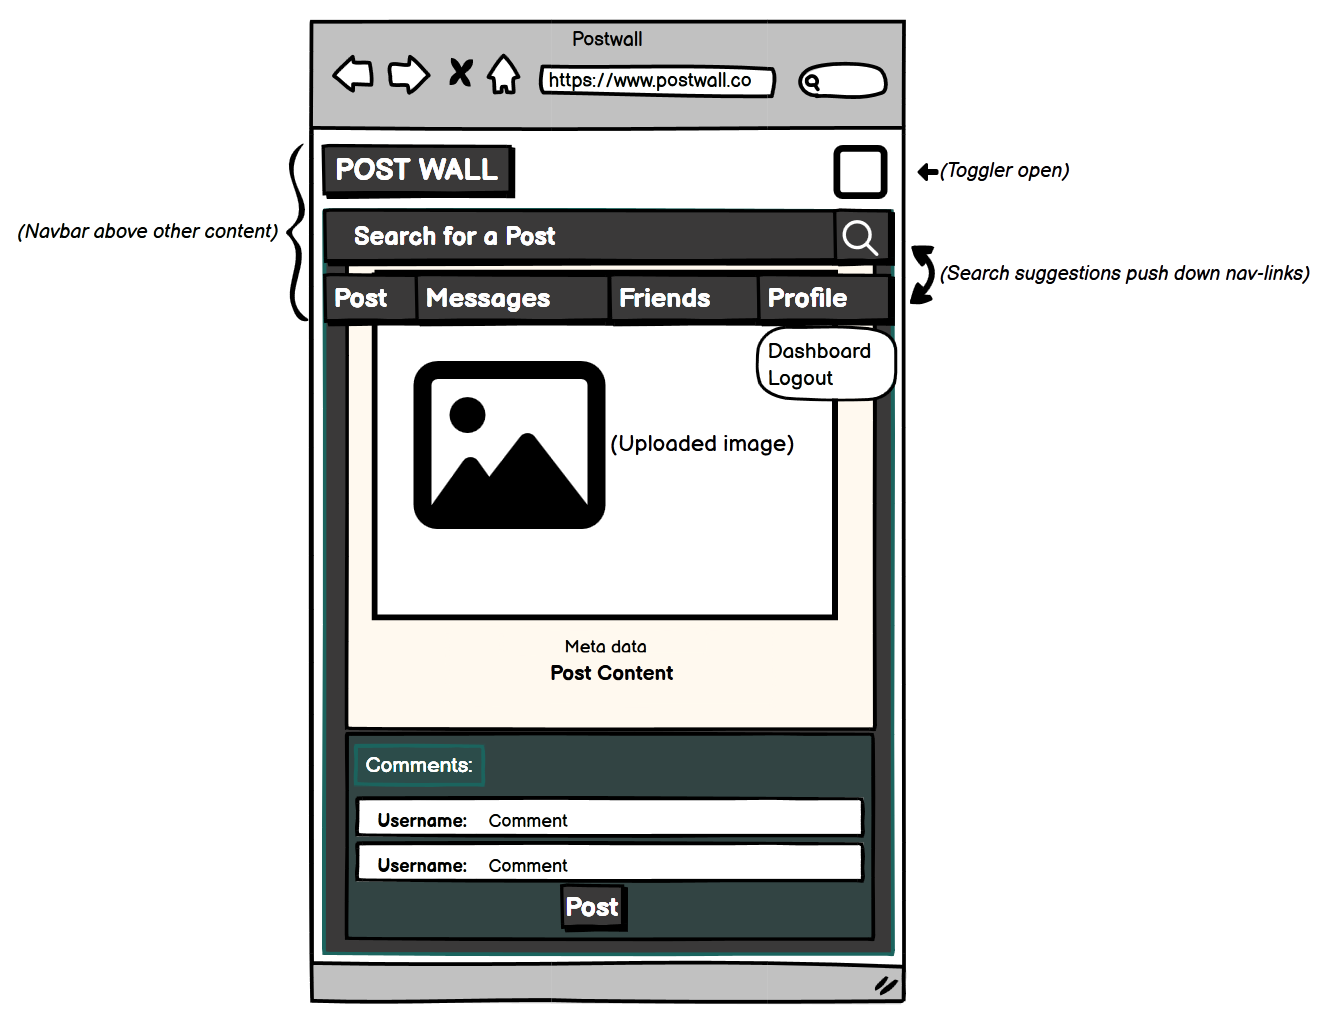 Postwall
https://www.postwall.co
POST WALL
(Toggler open)
(Navbar above other content)
Search for a Post
(Search suggestions push down nav-links)
Post Messages Friends Profile
Dashboard
Logout
(Uploaded image)
Meta data
Post Content
Comments:
Username: Comment
Username: Comment
Post